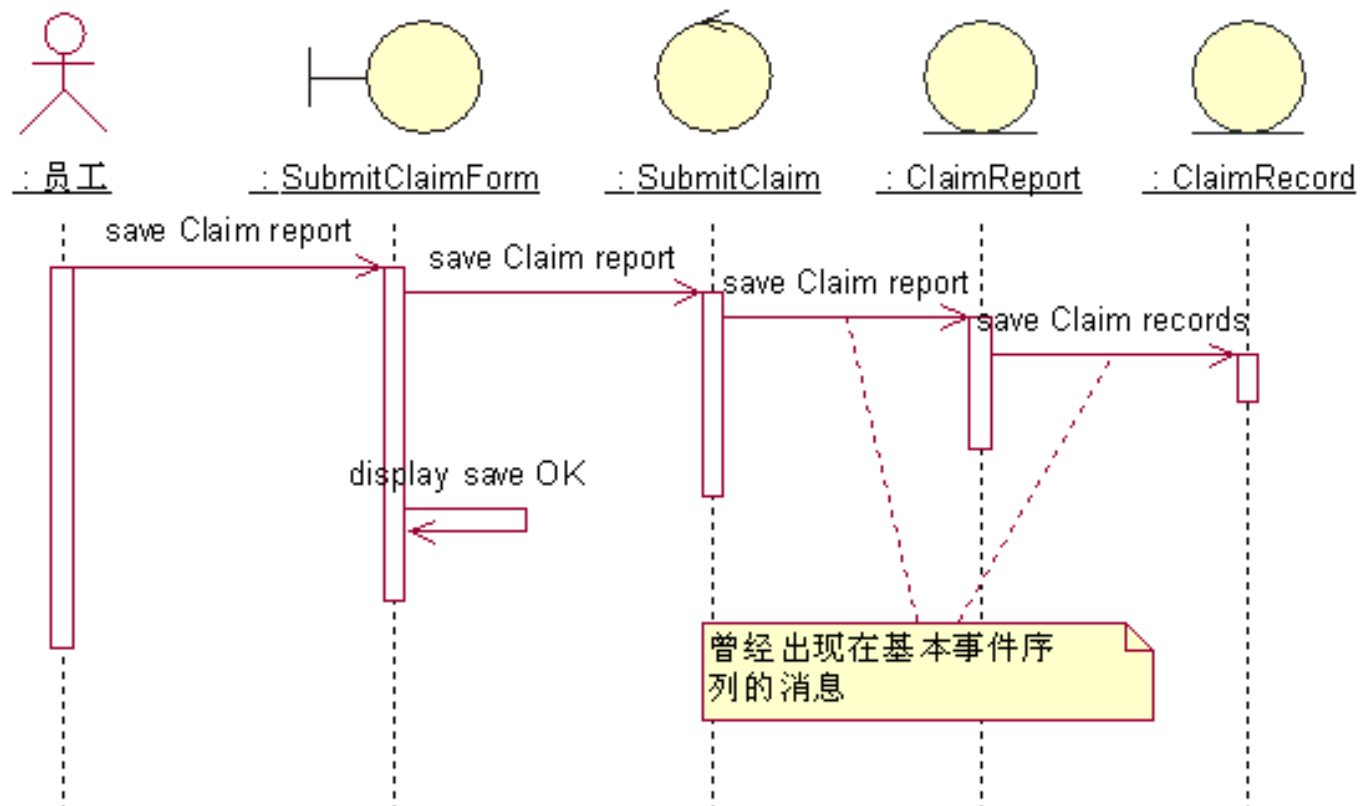 : 员工
: SubmitClaimForm
: SubmitClaim
: ClaimReport
: ClaimRecord
save Claim report
save Claim report
save Claim report
save Claim records
display save OK
曾经出现在基本事件序
列的消息